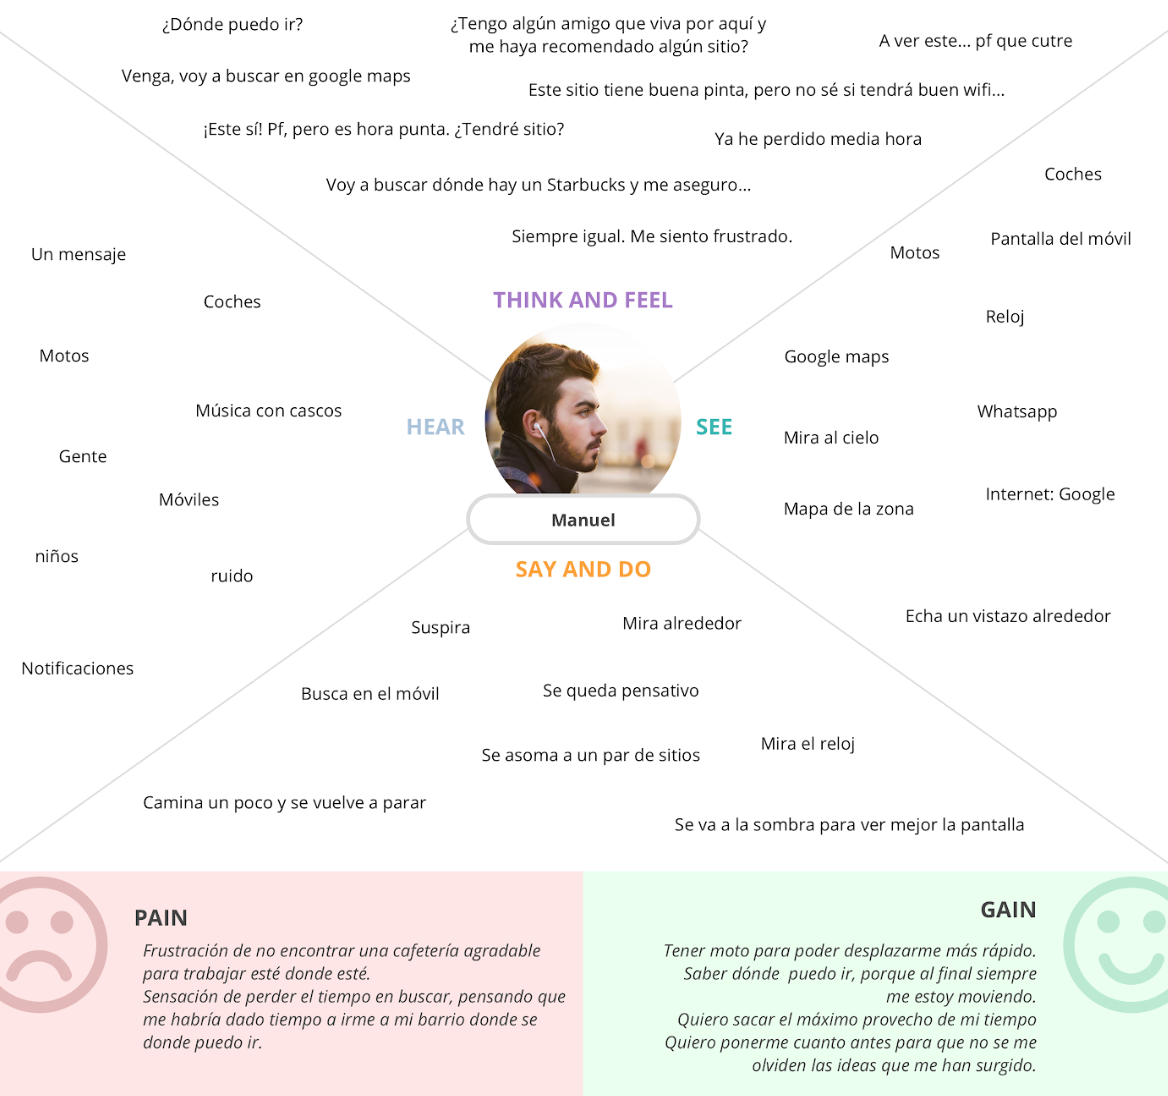 ¿Dónde puedo ir?
¿Tengo algún amigo que viva por aquí y
me haya recomendado algún sitio?
A ver este... pf que cutre
Venga, voy a buscar en google maps
Este sitio tiene buena pinta, pero no sé si tendrá buen wifi...
¡Este sí! Pf, pero es hora punta. ¿Tendré sitio?
Ya he perdido media hora
Voy a buscar dónde hay un Starbucks y me aseguro...
Siempre igual. Me siento frustrado.
THINK AND FEEL
Un mensaje
Coches
Motos
Música con cascos
HEAR
Gente
Móviles
niños
ruido
Notificaciones
Coches
Pantalla del móvil
Motos
Reloj
Google maps
Whatsapp
SEE
Mira al cielo
Internet: Google
Mapa de la zona
Echa un vistazo alrededor
Manuel
SAY AND DO
Suspira
Mira alrededor
Busca en el móvil
Se queda pensativo
Se asoma a un par de sitios
Mira el reloj
Camina un poco y se vuelve a parar
Se va a la sombra para ver mejor la pantalla
PAIN
Frustración de no encontrar una cafetería agradable
para trabajar esté donde esté.
Sensación de perder el tiempo en buscar, pensando que
me habría dado tiempo a irme a mi barrio donde se
donde puedo ir.
GAIN
Tener moto para poder desplazarme más rápido.
Saber dónde  puedo ir, porque al final siempre
me estoy moviendo.
Quiero sacar el máximo provecho de mi tiempo
Quiero ponerme cuanto antes para que no se me
olviden las ideas que me han surgido.